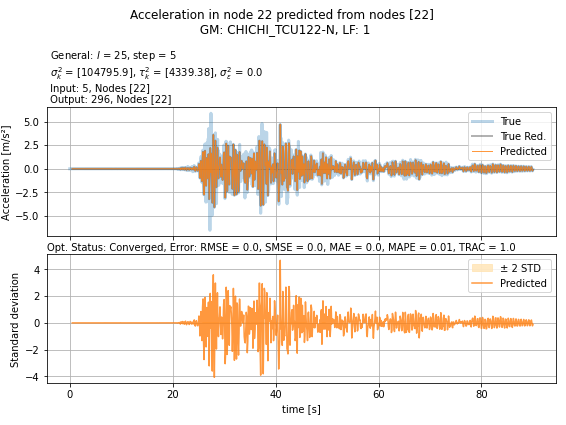 Acceleration in node 22 predicted from nodes [22]
GM: CHICHI_TCU122-N, LF: 1
General: l = 25, step = 5
σ²ₖ = [104795.9], τ²ₖ = [4339.38], σ²ε = 0.0
Input: 5, Nodes [22]
Output: 296, Nodes [22]
Acceleration [m/s²]
5.0
2.5
0.0
−2.5
−5.0
True
True Red.
Predicted
Opt. Status: Converged, Error: RMSE = 0.0, SMSE = 0.0, MAE = 0.0, MAPE = 0.01, TRAC = 1.0
Standard deviation
4
2
0
−2
−4
± 2 STD
Predicted
0
20
40
60
80
time [s]